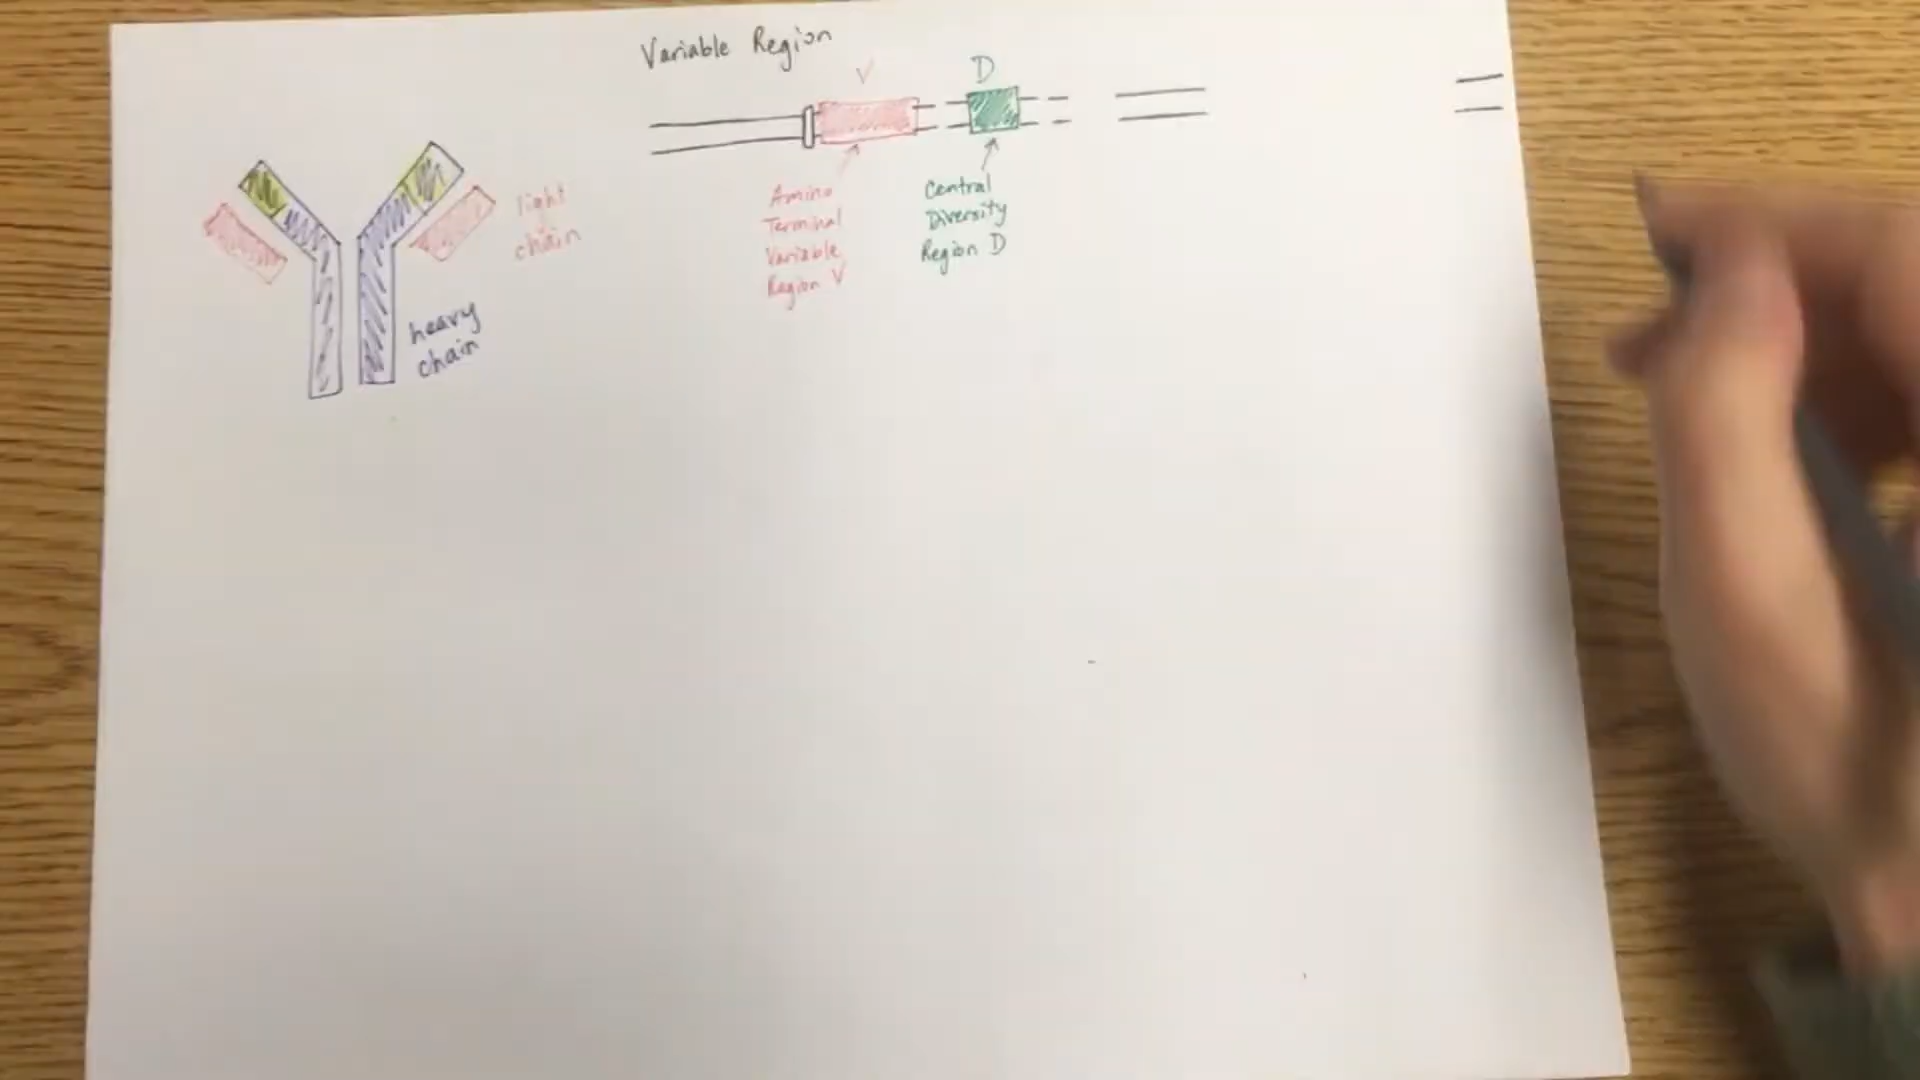 Variable Region
V
D
light
chain
heavy
chain
Amino
Terminal
Variable
Region V
Central
Diversity
Region D